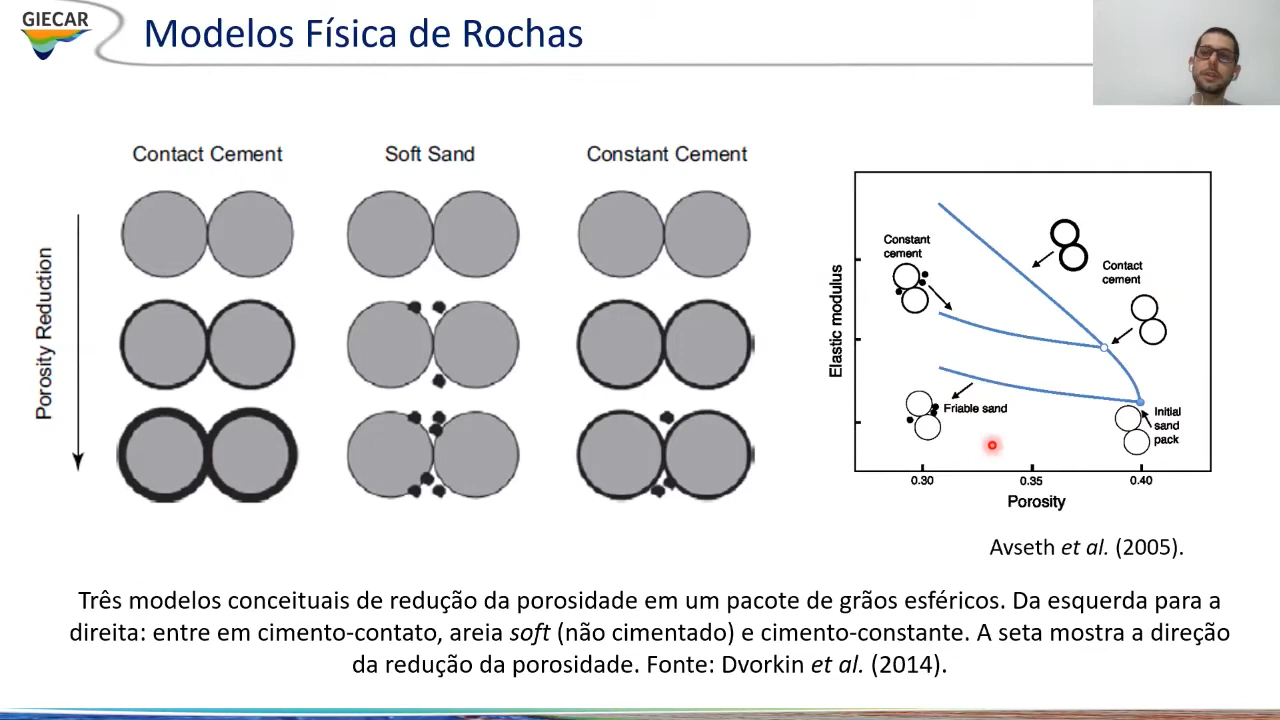 GIECAR
Modelos Física de Rochas
Contact Cement
Soft Sand
Constant Cement
Porosity Reduction
Elastic modulus
Constant
cement
Contact
cement
Friable sand
Initial
sand
pack
0.30
0.35
0.40
Porosity
Avseth et al. (2005).
Três modelos conceituais de redução da porosidade em um pacote de grãos esféricos. Da esquerda para a
direita: entre em cimento-contato, areia soft (não cimentado) e cimento-constante. A seta mostra a direção
da redução da porosidade. Fonte: Dvorkin et al. (2014).